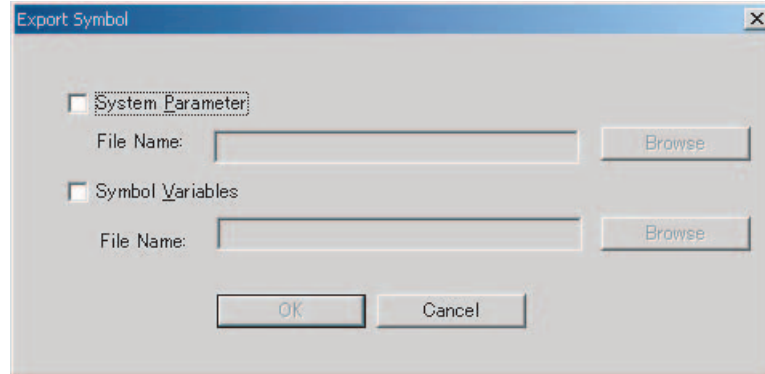 Export Symbol
System Parameter
File Name: Browse
Symbol Variables
File Name: Browse
OK Cancel